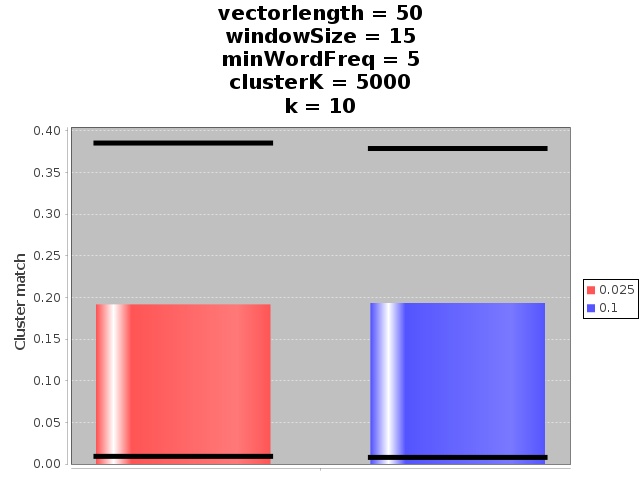 vectorlength = 50
windowSize = 15
minWordFreq = 5
clusterK = 5000
k = 10
0.40
0.35
0.30
0.25
0.20
0.15
0.10
0.05
0.00
Cluster match
0.025
0.1